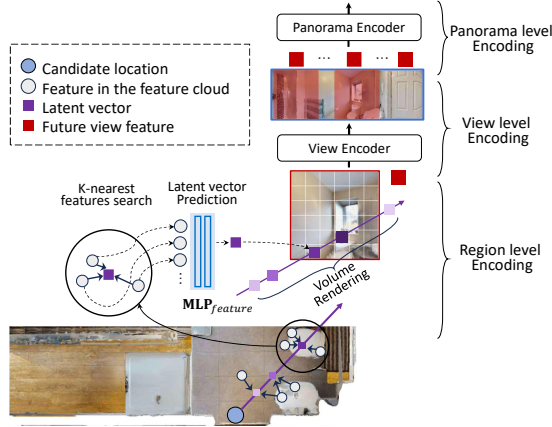 Panorama Encoder
Panorama level
Encoding
Candidate location
Feature in the feature cloud
Latent vector
Future view feature
... ...
View level
Encoding
View Encoder
K-nearest
features search
Latent vector
Prediction
⋮
MLP_feature
Volume
Rendering
Region level
Encoding